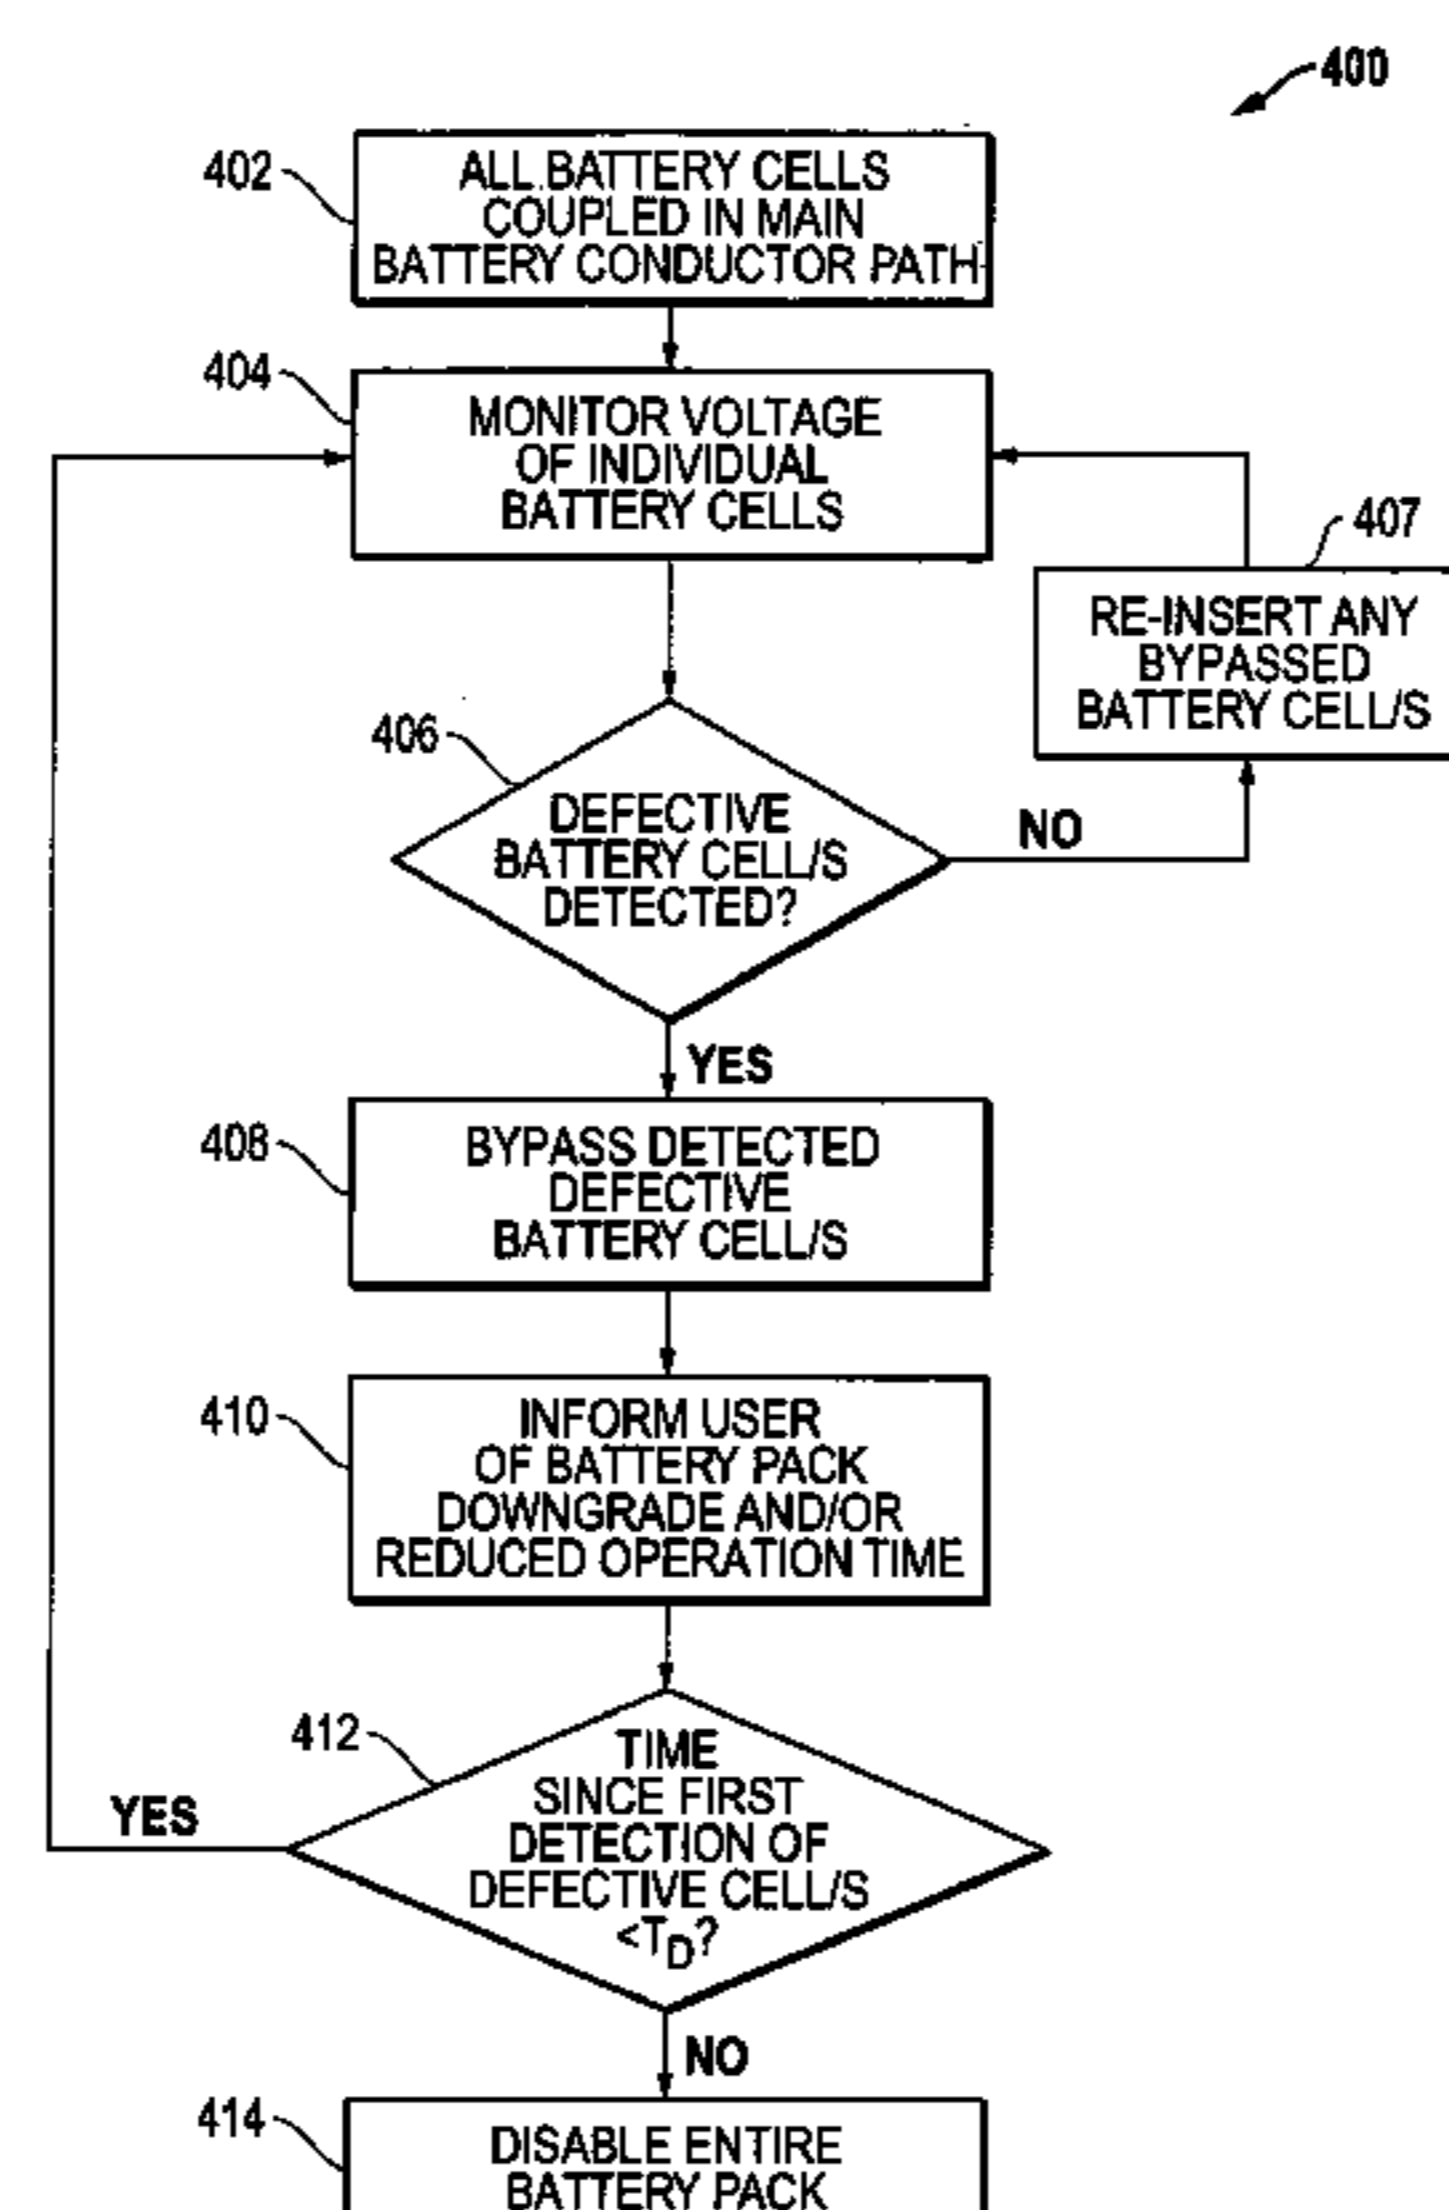 400
402
ALL BATTERY CELLS
COUPLED IN MAIN
BATTERY CONDUCTOR PATH
404
MONITOR VOLTAGE
OF INDIVIDUAL
BATTERY CELLS
407
RE-INSERT ANY
BYPASSED
BATTERY CELL/S
406
DEFECTIVE
BATTERY CELL/S
DETECTED?
NO
YES
408
BYPASS DETECTED
DEFECTIVE
BATTERY CELL/S
410
INFORM USER
OF BATTERY PACK
DOWNGRADE AND/OR
REDUCED OPERATION TIME
412
TIME
SINCE FIRST
DETECTION OF
DEFECTIVE CELL/S
<TD?
YES
NO
414
DISABLE ENTIRE
BATTERY PACK